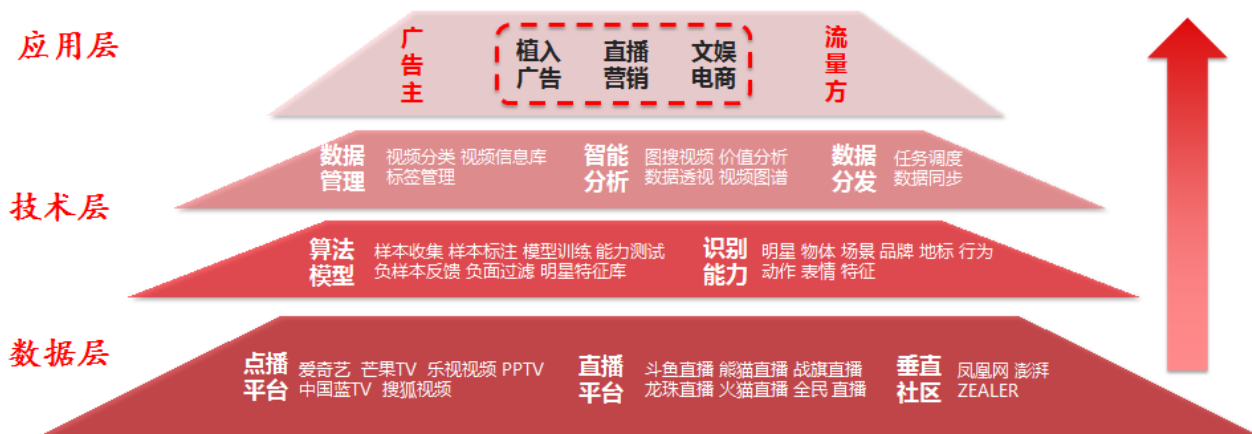 应用层
广告主
植入广告
直播营销
文娱电商
流量方
技术层
数据管理
视频分类 视频信息库
标签管理
智能分析
图搜视频 价值分析
数据透视 视频图谱
数据分发
任务调度
数据同步
算法模型
样本收集 样本标注 模型训练 能力测试
负样本反馈 负面过滤 明星特征库
识别能力
明星 物体 场景 品牌 地标 行为
动作 表情 特征
数据层
点播平台
爱奇艺 芒果TV 乐视视频 PPTV
中国蓝TV 搜狐视频
直播平台
斗鱼直播 熊猫直播 战旗直播
龙珠直播 火猫直播 全民 直播
垂直社区
凤凰网 澎湃
ZEALER